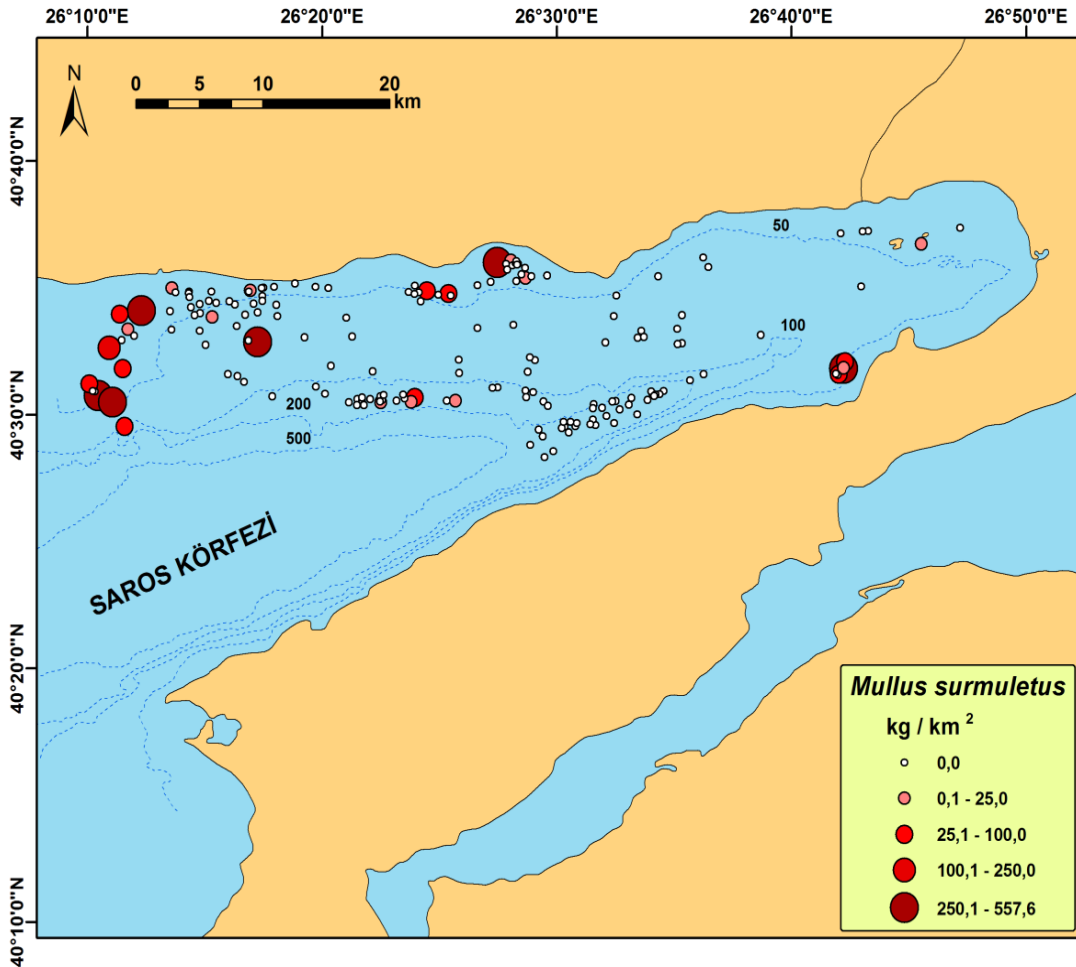 26°10'0"E 26°20'0"E 26°30'0"E 26°40'0"E 26°50'0"E
N
0 5 10 20
km
40°40'0"N
50
100
40°30'0"N
200
500
SAROS KÖRFEZİ
40°20'0"N
Mullus surmuletus
kg / km ²
0,0
0,1 - 25,0
25,1 - 100,0
100,1 - 250,0
250,1 - 557,6
40°10'0"N